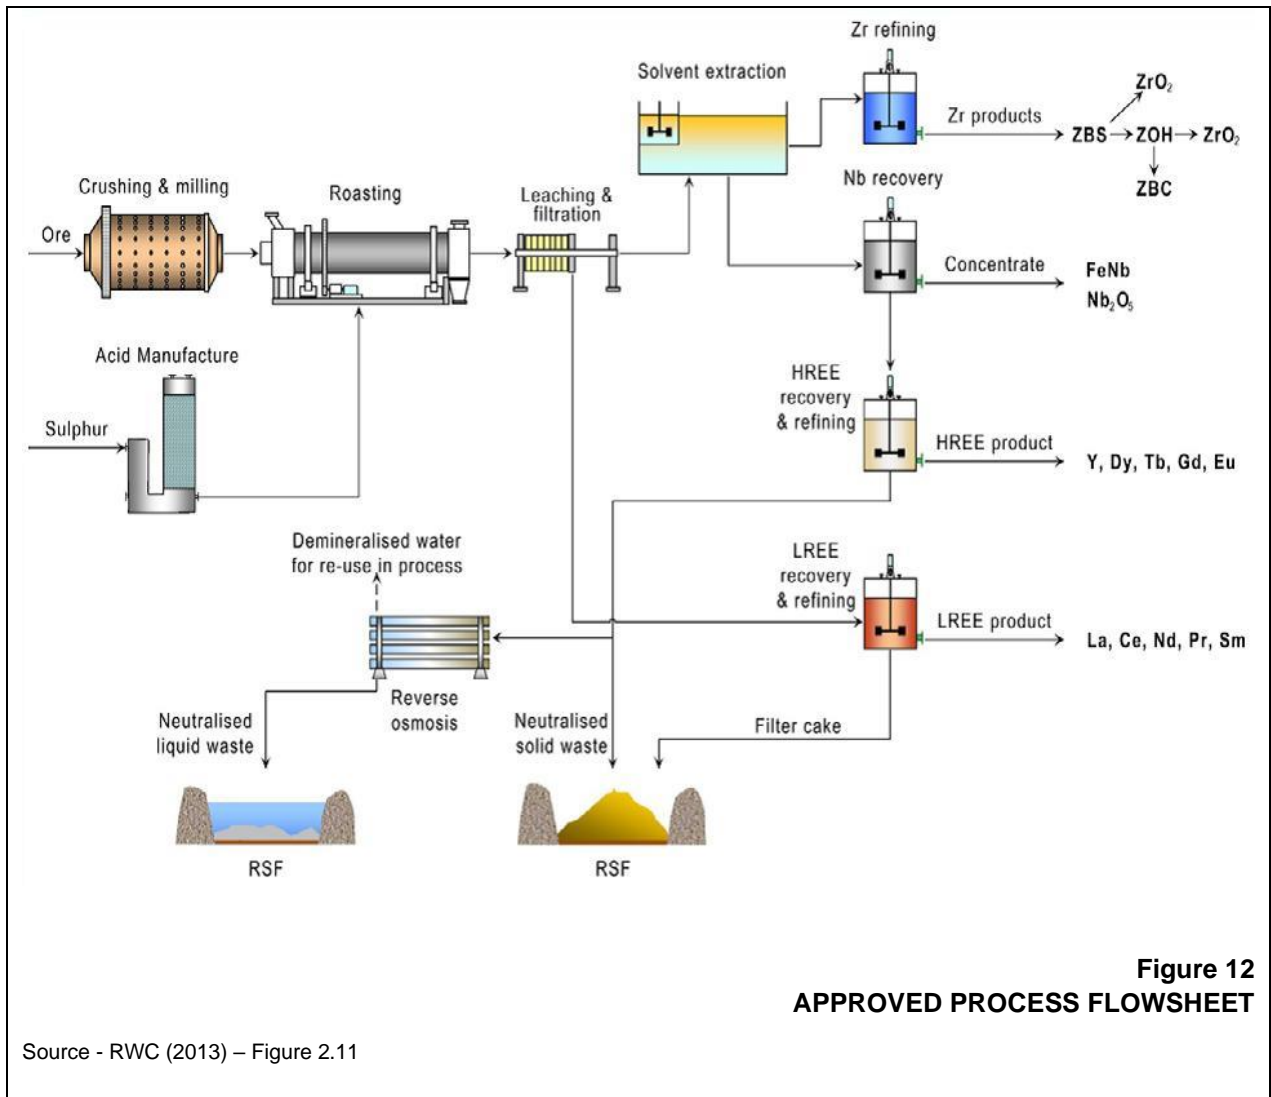 Zr refining
Solvent extraction
ZrO₂
Zr products
ZBS → ZOH → ZrO₂
ZBC
Crushing & milling
Roasting
Leaching &
filtration
Nb recovery
Ore
Concentrate
FeNb
Nb₂O₅
Acid Manufacture
HREE
recovery
& refining
Sulphur
HREE product
Y, Dy, Tb, Gd, Eu
Demineralised water
for re-use in process
LREE
recovery
& refining
LREE product
La, Ce, Nd, Pr, Sm
Reverse
osmosis
Neutralised
liquid waste
Neutralised
solid waste
Filter cake
RSF
RSF
Figure 12
APPROVED PROCESS FLOWSHEET
Source - RWC (2013) – Figure 2.11